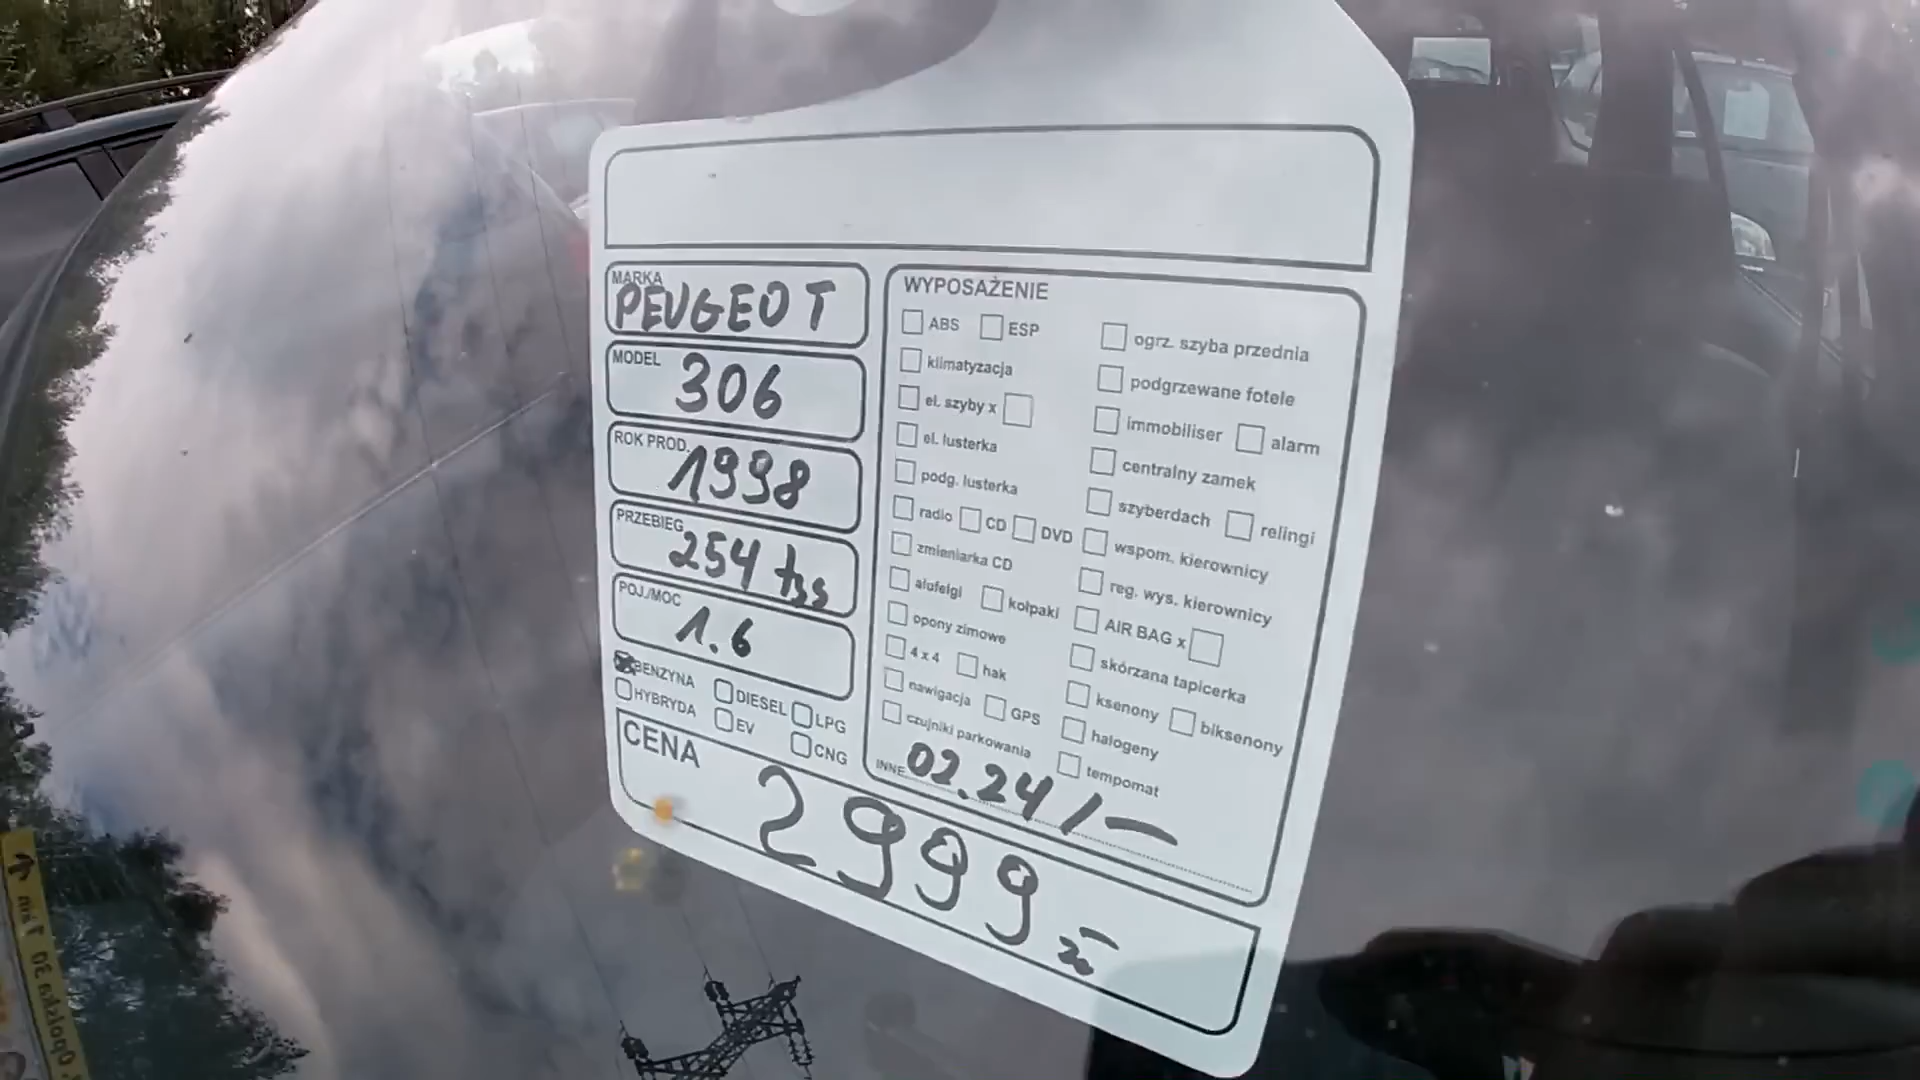 MARKA
PEUGEOT
MODEL
306
ROK PROD.
1998
PRZEBIEG
254 tys
POJ./MOC
1.6
BENZYNA DIESEL LPG
HYBRYDA EV CNG
WYPOSAŻENIE
ABS ESP
klimatyzacja
el. szyby x
el. lusterka
podg. lusterka
radio CD DVD
zmieniarka CD
alufelgi kołpaki
opony zimowe
4 x 4 hak
nawigacja GPS
czujniki parkowania
ogrz. szyba przednia
podgrzewane fotele
immobiliser alarm
centralny zamek
szyberdach relingi
wspom. kierownicy
reg. wys. kierownicy
AIR BAG x
skórzana tapicerka
ksenony biksenony
halogeny
tempomat
INNE 02.24/-
CENA
2999 zł